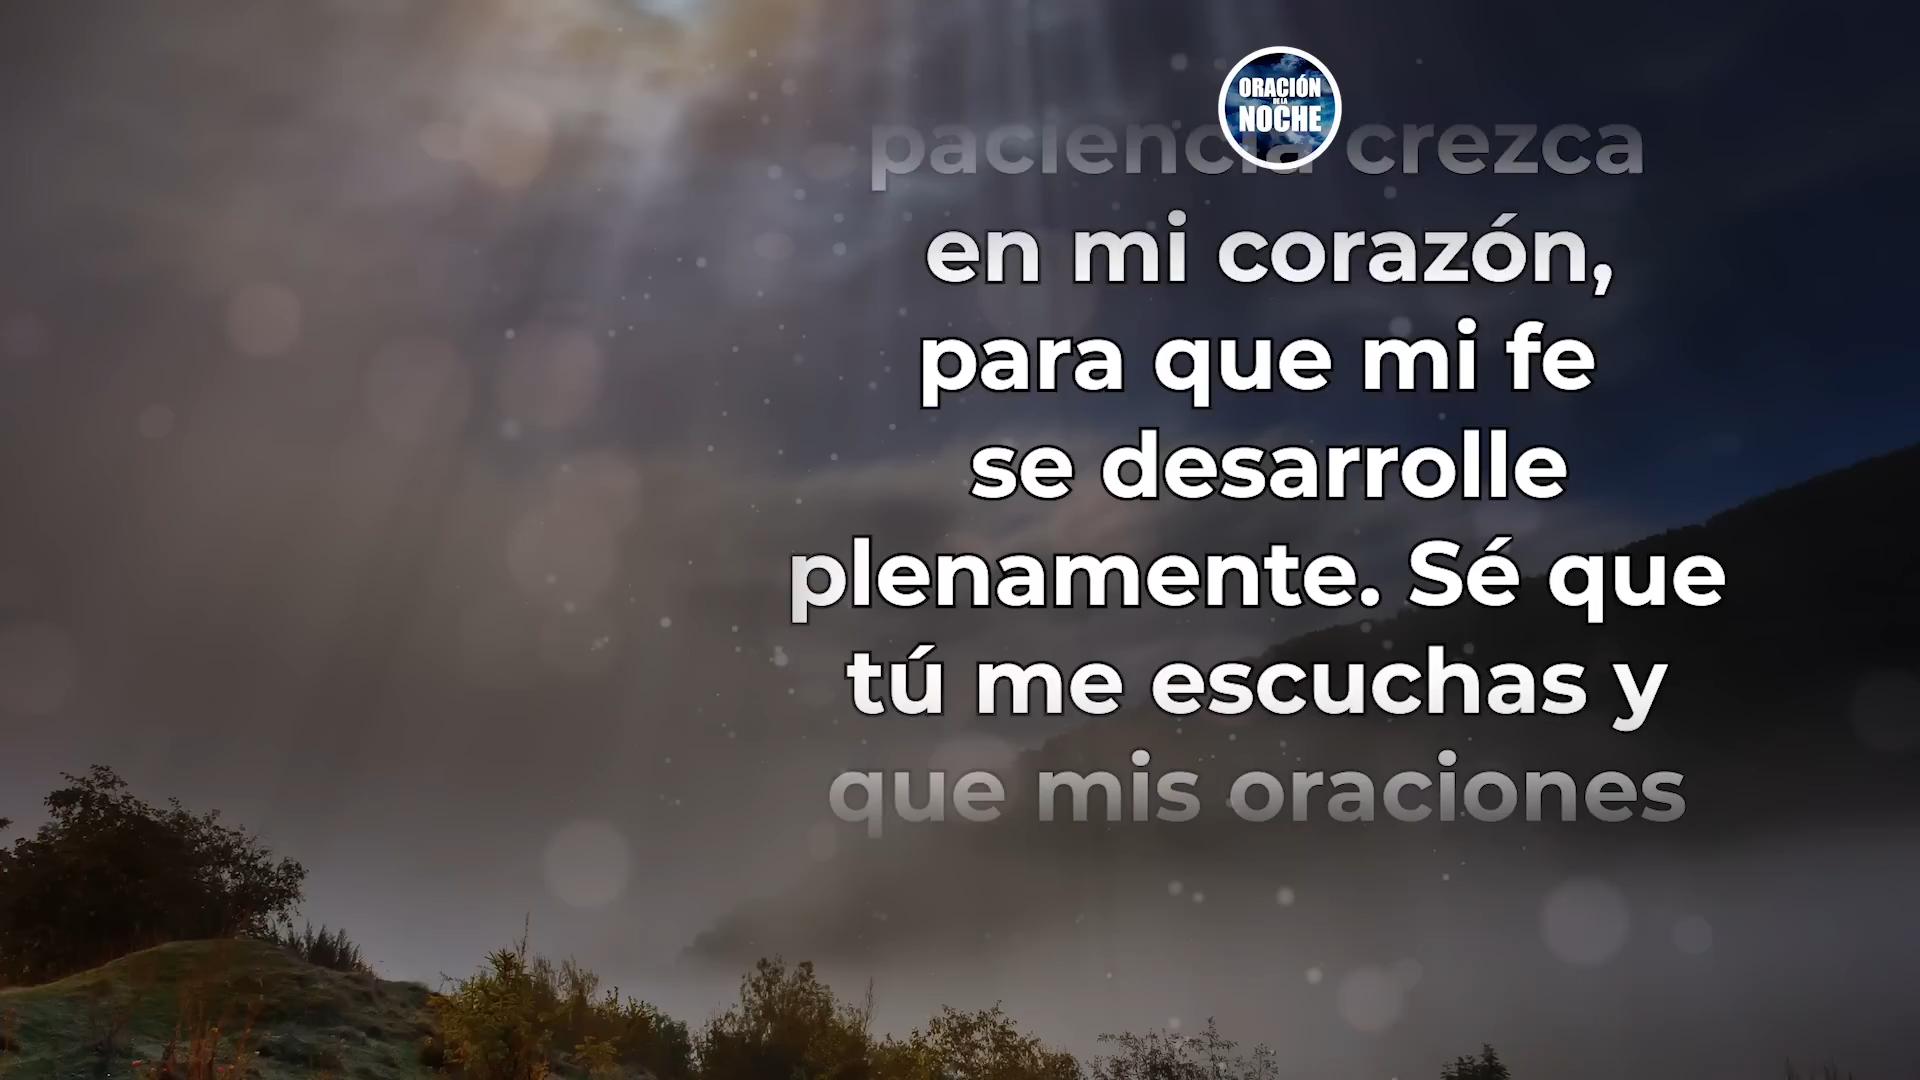 ORACIÓN
DE LA
NOCHE
paciencia crezca
en mi corazón,
para que mi fe
se desarrolle
plenamente. Sé que
tú me escuchas y
que mis oraciones